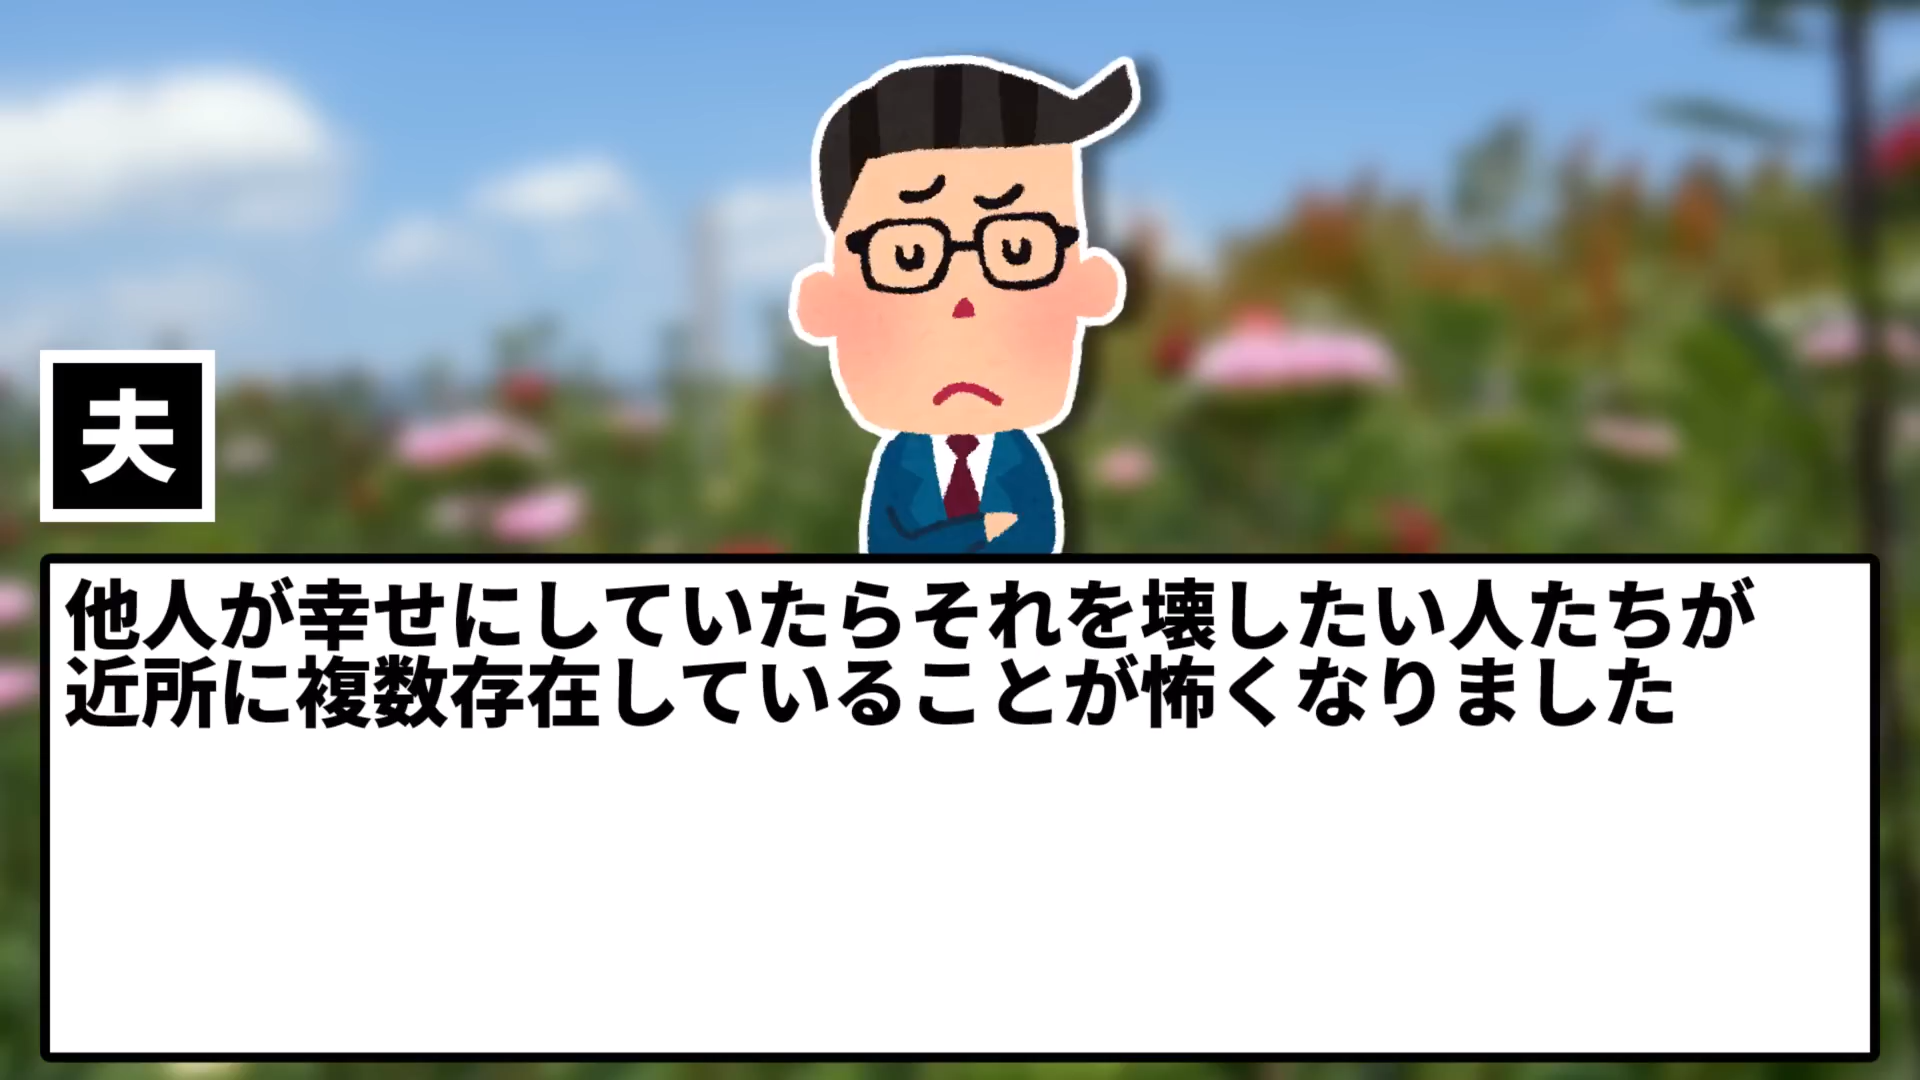 夫
他人が幸せにしていたらそれを壊したい人たちが
近所に複数存在していることが怖くなりました